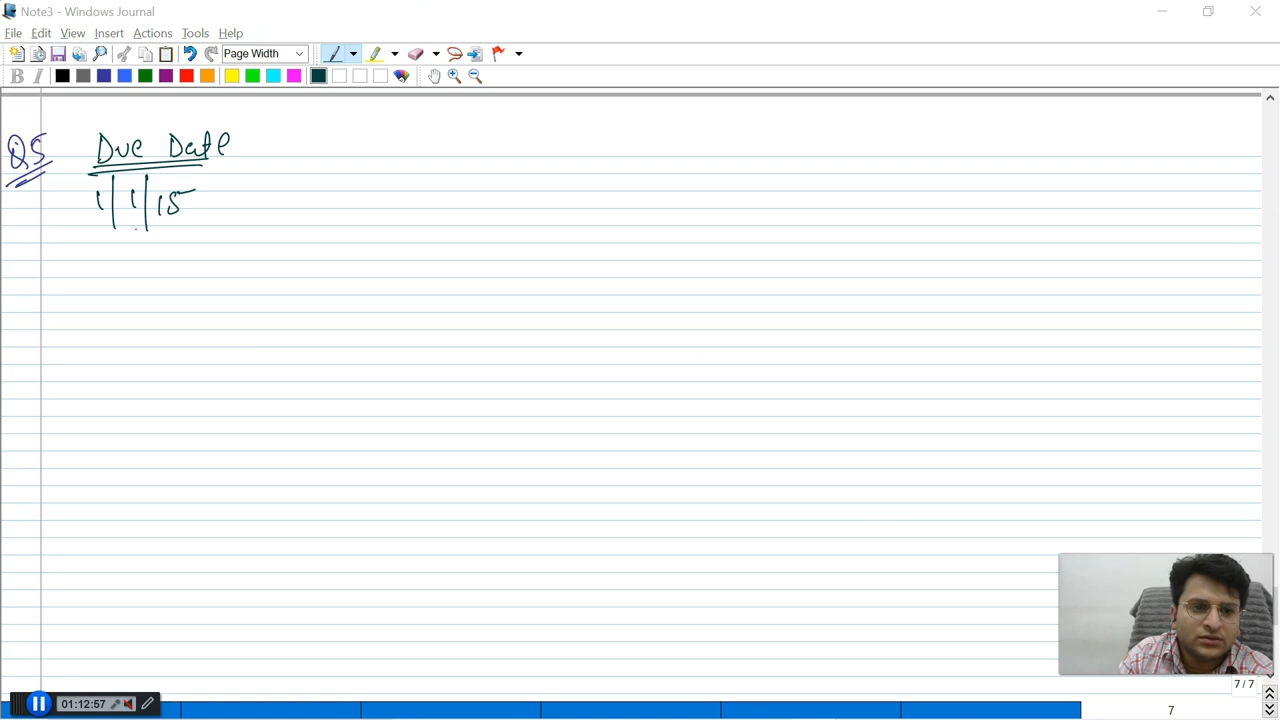 Note3 - Windows Journal
File Edit View Insert Actions Tools Help
Page Width
B I
Q5 Due Date
1|1|15
7/7
01:12:57
7